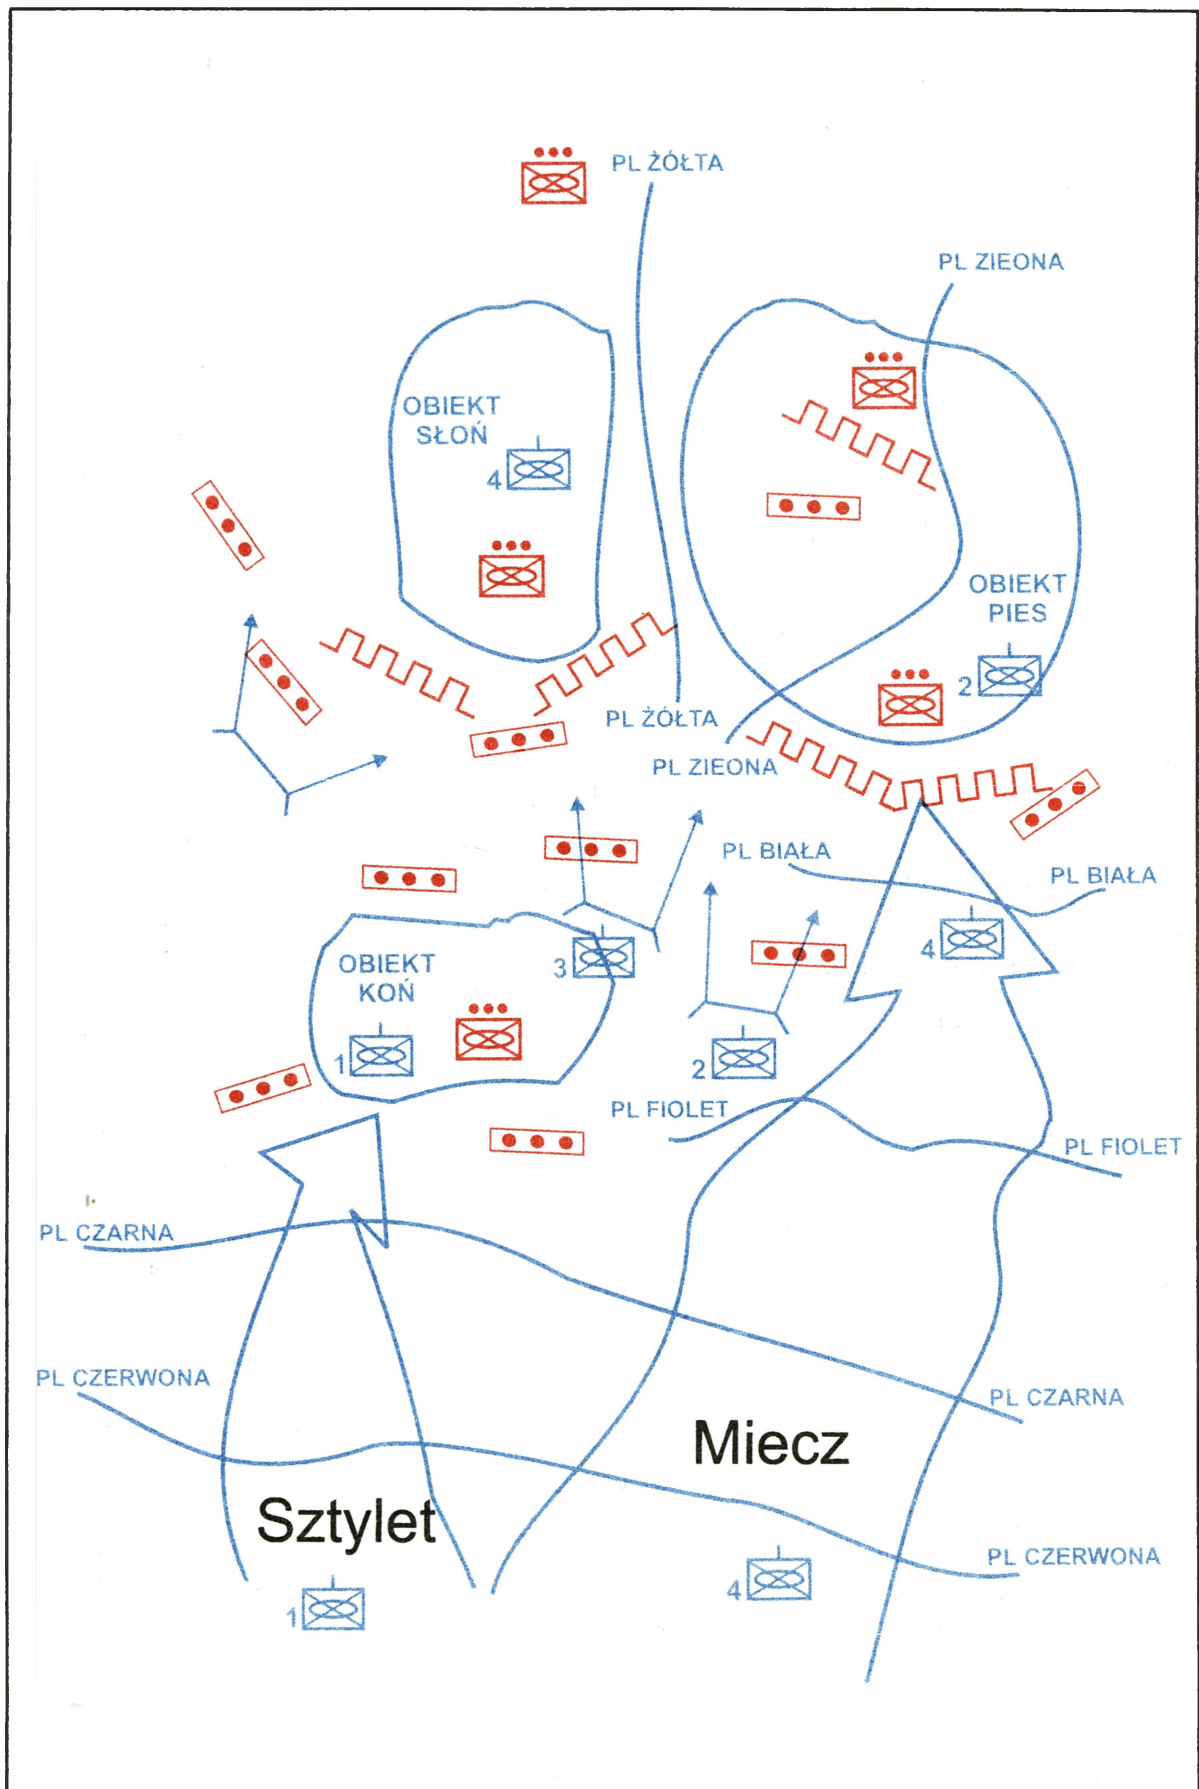 PL ŻÓŁTA
PL ZIEONA
OBIEKT
SŁOŃ
4
OBIEKT
PIES
2
PL ŻÓŁTA
PL ZIEONA
PL BIAŁA
PL BIAŁA
4
OBIEKT
KOŃ
3
1
2
PL FIOLET
PL FIOLET
PL CZARNA
PL CZERWONA
PL CZARNA
Miecz
Sztylet
PL CZERWONA
4
1